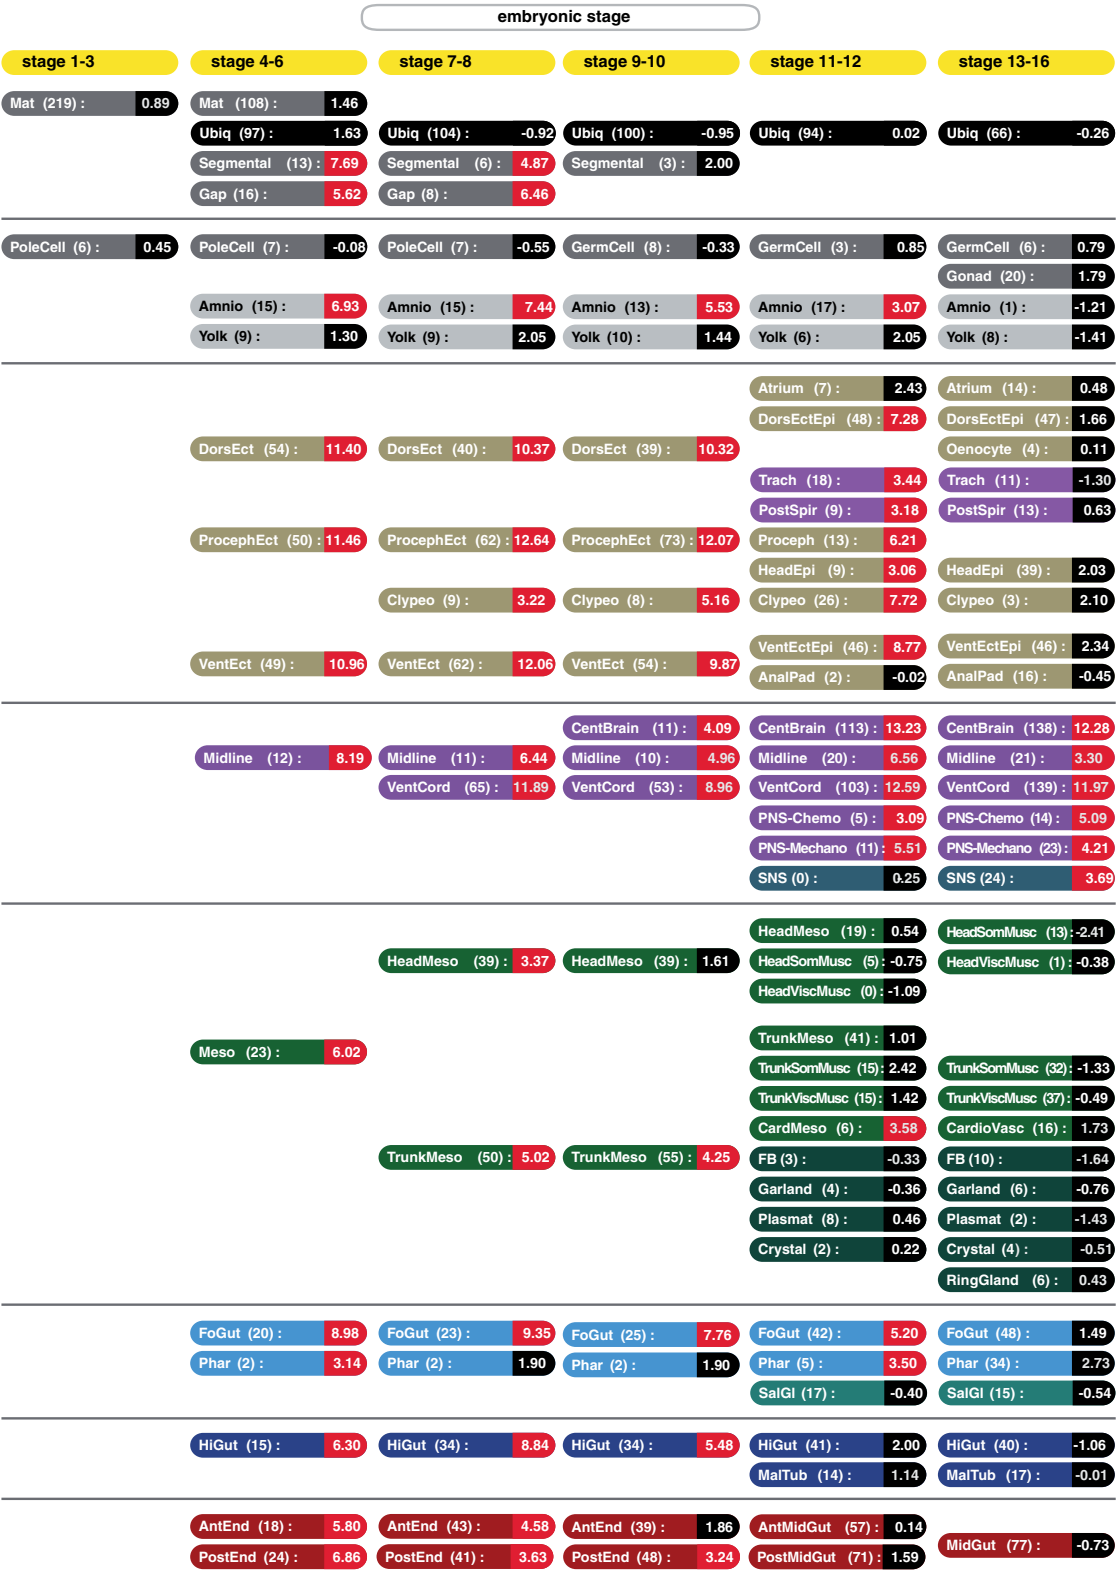 embryonic stage
stage 1-3 stage 4-6 stage 7-8 stage 9-10 stage 11-12 stage 13-16
Mat (219) : 0.89 Mat (108) : 1.46
Ubiq (97) : 1.63 Ubiq (104) : -0.92 Ubiq (100) : -0.95 Ubiq (94) : 0.02 Ubiq (66) : -0.26
Segmental (13) : 7.69 Segmental (6) : 4.87 Segmental (3) : 2.00
Gap (16) : 5.62 Gap (8) : 6.46
PoleCell (6) : 0.45 PoleCell (7) : -0.08 PoleCell (7) : -0.55 GermCell (8) : -0.33 GermCell (3) : 0.85 GermCell (6) : 0.79
Gonad (20) : 1.79
Amnio (15) : 6.93 Amnio (15) : 7.44 Amnio (13) : 5.53 Amnio (17) : 3.07 Amnio (1) : -1.21
Yolk (9) : 1.30 Yolk (9) : 2.05 Yolk (10) : 1.44 Yolk (6) : 2.05 Yolk (8) : -1.41
Atrium (7) : 2.43 Atrium (14) : 0.48
DorsEctEpi (48) : 7.28 DorsEctEpi (47) : 1.66
DorsEct (54) : 11.40 DorsEct (40) : 10.37 DorsEct (39) : 10.32 Oenocyte (4) : 0.11
Trach (18) : 3.44 Trach (11) : -1.30
PostSpir (9) : 3.18 PostSpir (13) : 0.63
ProcephEct (50) : 11.46 ProcephEct (62) : 12.64 ProcephEct (73) : 12.07 Proceph (13) : 6.21
HeadEpi (9) : 3.06 HeadEpi (39) : 2.03
Clypeo (9) : 3.22 Clypeo (8) : 5.16 Clypeo (26) : 7.72 Clypeo (3) : 2.10
VentEctEpi (46) : 8.77 VentEctEpi (46) : 2.34
VentEct (49) : 10.96 VentEct (62) : 12.06 VentEct (54) : 9.87
AnalPad (2) : -0.02 AnalPad (16) : -0.45
CentBrain (11) : 4.09 CentBrain (113) : 13.23 CentBrain (138) : 12.28
Midline (12) : 8.19 Midline (11) : 6.44 Midline (10) : 4.96 Midline (20) : 6.56 Midline (21) : 3.30
VentCord (65) : 11.89 VentCord (53) : 8.96 VentCord (103) : 12.59 VentCord (139) : 11.97
PNS-Chemo (5) : 3.09 PNS-Chemo (14) : 5.09
PNS-Mechano (11) : 5.51 PNS-Mechano (23) : 4.21
SNS (0) : 0.25 SNS (24) : 3.69
HeadMeso (19) : 0.54 HeadSomMusc (13) : -2.41
HeadMeso (39) : 3.37 HeadMeso (39) : 1.61 HeadSomMusc (5) : -0.75 HeadViscMusc (1) : -0.38
HeadViscMusc (0) : -1.09
TrunkMeso (41) : 1.01
Meso (23) : 6.02
TrunkSomMusc (15) : 2.42 TrunkSomMusc (32) : -1.33
TrunkViscMusc (15) : 1.42 TrunkViscMusc (37) : -0.49
CardMeso (6) : 3.58 CardioVasc (16) : 1.73
TrunkMeso (50) : 5.02 TrunkMeso (55) : 4.25 FB (3) : -0.33 FB (10) : -1.64
Garland (4) : -0.36 Garland (6) : -0.76
Plasmat (8) : 0.46 Plasmat (2) : -1.43
Crystal (2) : 0.22 Crystal (4) : -0.51
RingGland (6) : 0.43
FoGut (20) : 8.98 FoGut (23) : 9.35 FoGut (25) : 7.76 FoGut (42) : 5.20 FoGut (48) : 1.49
Phar (2) : 3.14 Phar (2) : 1.90 Phar (2) : 1.90 Phar (5) : 3.50 Phar (34) : 2.73
SalGl (17) : -0.40 SalGl (15) : -0.54
HiGut (15) : 6.30 HiGut (34) : 8.84 HiGut (34) : 5.48 HiGut (41) : 2.00 HiGut (40) : -1.06
MalTub (14) : 1.14 MalTub (17) : -0.01
AntEnd (18) : 5.80 AntEnd (43) : 4.58 AntEnd (39) : 1.86 AntMidGut (57) : 0.14
MidGut (77) : -0.73
PostEnd (24) : 6.86 PostEnd (41) : 3.63 PostEnd (48) : 3.24 PostMidGut (71) : 1.59